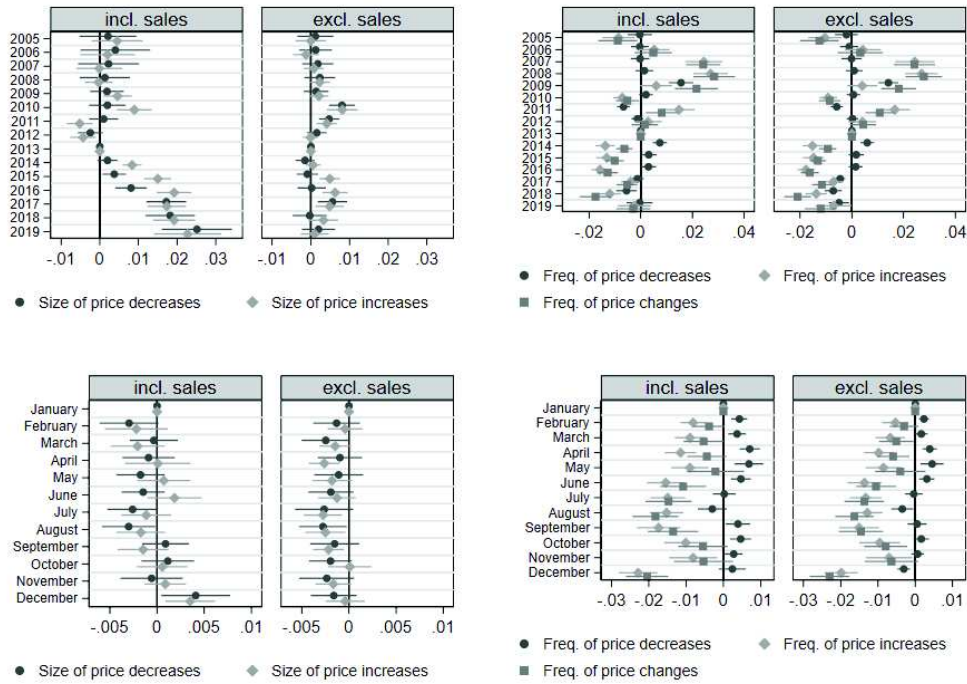 incl. sales excl. sales
2005
2006
2007
2008
2009
2010
2011
2012
2013
2014
2015
2016
2017
2018
2019
-.01 0 .01 .02 .03 -.01 0 .01 .02 .03
Size of price decreases Size of price increases
incl. sales excl. sales
2005
2006
2007
2008
2009
2010
2011
2012
2013
2014
2015
2016
2017
2018
2019
-.02 0 .02 .04 -.02 0 .02 .04
Freq. of price decreases Freq. of price increases
Freq. of price changes
incl. sales excl. sales
January
February
March
April
May
June
July
August
September
October
November
December
-.005 0 .005 .01 -.005 0 .005 .01
Size of price decreases Size of price increases
incl. sales excl. sales
January
February
March
April
May
June
July
August
September
October
November
December
-.03 -.02 -.01 0 .01 -.03 -.02 -.01 0 .01
Freq. of price decreases Freq. of price increases
Freq. of price changes